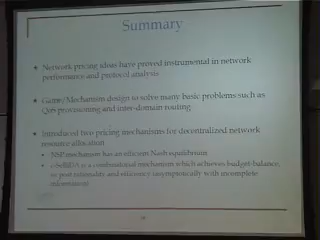 Summary
Network pricing ideas have proved instrumental in network
performance and protocol analysis
Game/Mechanism design to solve many basic problems such as
QoS provisioning and inter-domain routing
Introduced two pricing mechanisms for decentralized network
resource allocation
NSP mechanism has an efficient Nash equilibrium
is a combinatorial mechanism which achieves budget-balance,
ex post rationality and efficiency asymptotically with incomplete
information